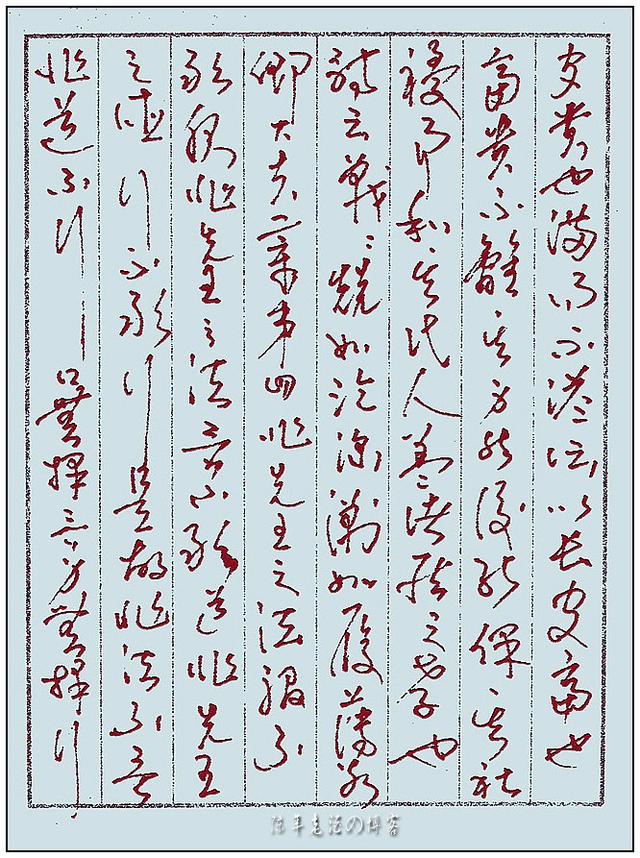 守貴也滿而不溢所以長守富也
富貴不離其身然後能保其社
稷而和其民人蓋諸侯之孝也
詩云戰〻兢如臨深淵如履薄冰
卿大夫章第四非先王之法服不
敢服非先王之法言不敢道非先王
之德行不敢行是故非法不言
非道不行口無擇言身無擇行
の博客